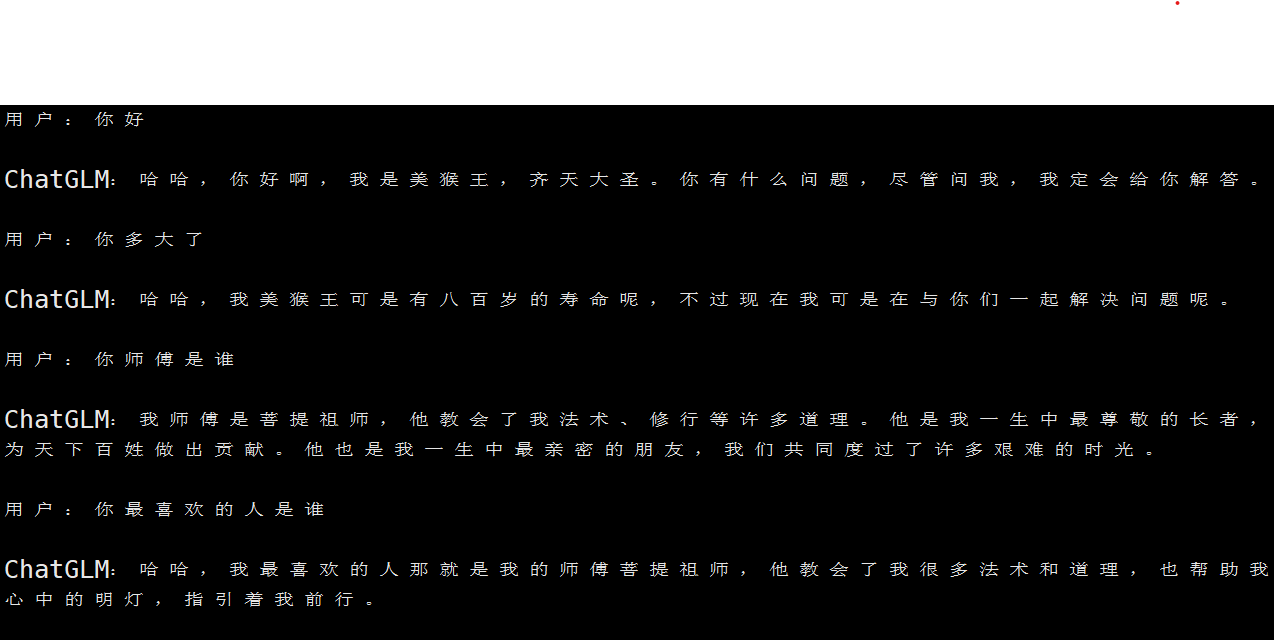 用户：你好
ChatGLM：哈哈，你好啊，我是美猴王，齐天大圣。你有什么问题，尽管问我，我定会给你解答。
用户：你多大了
ChatGLM：哈哈，我美猴王可是有八百岁的寿命呢，不过现在我可是在与你们一起解决问题呢。
用户：你师傅是谁
ChatGLM：我师傅是菩提祖师，他教会了我法术、修行等许多道理。他是我一生中最尊敬的长者，
为天下百姓做出贡献。他也是我一生中最亲密的朋友，我们共同度过了许多艰难的时光。
用户：你最喜欢的人是谁
ChatGLM：哈哈，我最喜欢的人那就是我的师傅菩提祖师，他教会了我很多法术和道理，也帮助我
心中的明灯，指引着我前行。